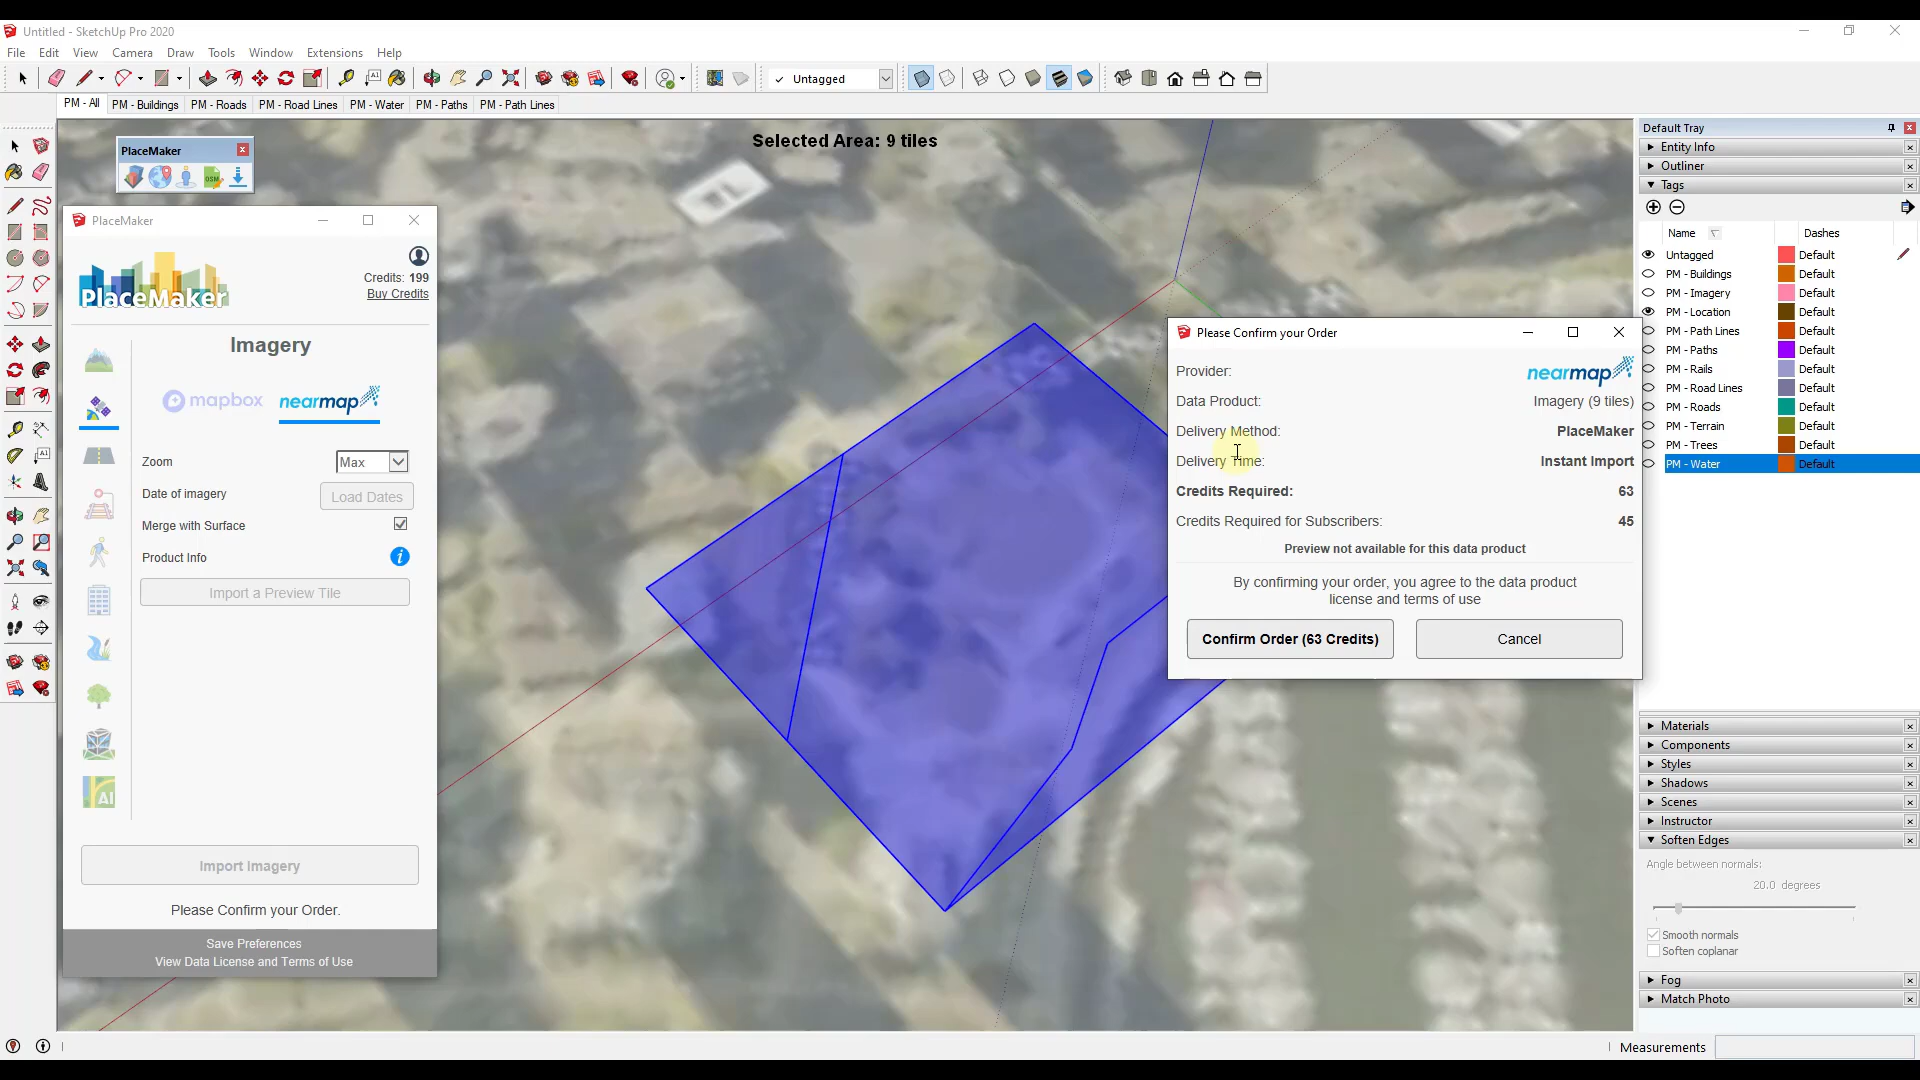 Untitled - SketchUp Pro 2020
File Edit View Camera Draw Tools Window Extensions Help
✓ Untagged
PM - All PM - Buildings PM - Roads PM - Road Lines PM - Water PM - Paths PM - Path Lines
Selected Area: 9 tiles
PlaceMaker
OSM
PlaceMaker
PlaceMaker
Credits: 199
Buy Credits
Imagery
mapbox nearmap
Zoom Max
Date of imagery Load Dates
Merge with Surface
Product Info i
Import a Preview Tile
AI
Import Imagery
Please Confirm your Order.
Save Preferences
View Data License and Terms of Use
Please Confirm your Order
Provider: nearmap
Data Product: Imagery (9 tiles)
Delivery Method: PlaceMaker
Delivery Time: Instant Import
Credits Required: 63
Credits Required for Subscribers: 45
Preview not available for this data product
By confirming your order, you agree to the data product
license and terms of use
Confirm Order (63 Credits) Cancel
Default Tray
Entity Info
Outliner
Tags
Name Dashes
Untagged Default
PM - Buildings Default
PM - Imagery Default
PM - Location Default
PM - Path Lines Default
PM - Paths Default
PM - Rails Default
PM - Road Lines Default
PM - Roads Default
PM - Terrain Default
PM - Trees Default
PM - Water Default
Materials
Components
Styles
Shadows
Scenes
Instructor
Soften Edges
Angle between normals:
20.0 degrees
Smooth normals
Soften coplanar
Fog
Match Photo
Measurements